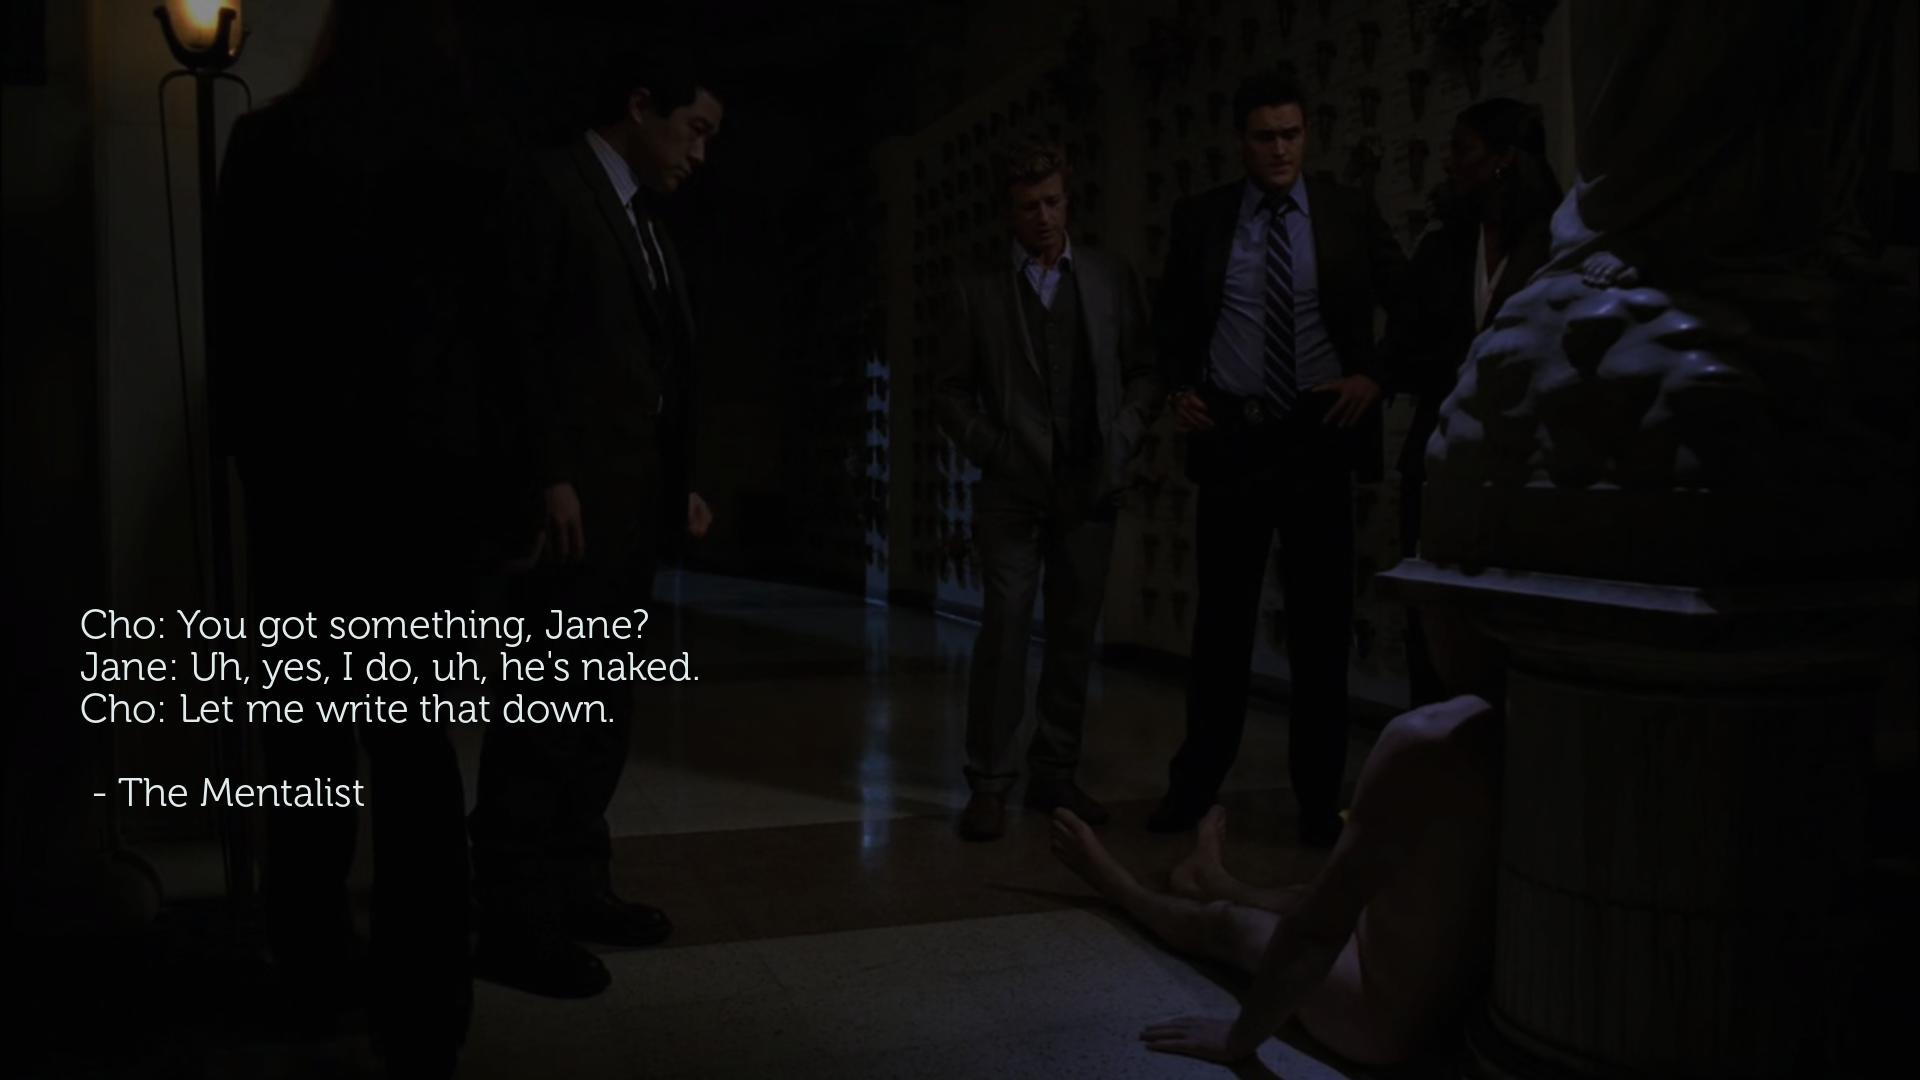 Cho: You got something, Jane?
Jane: Uh, yes, I do, uh, he's naked.
Cho: Let me write that down.
- The Mentalist